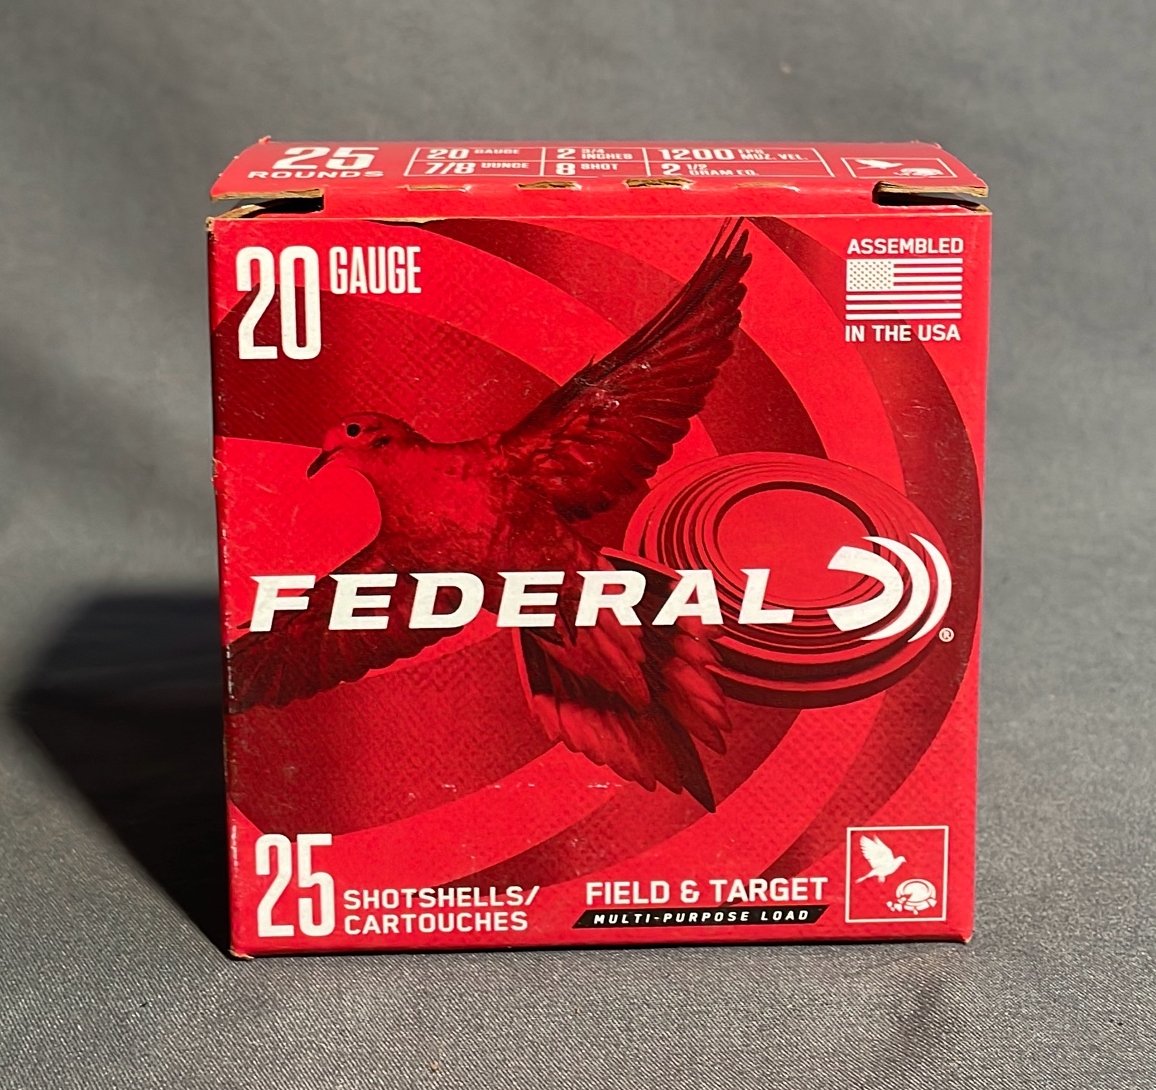 25
ROUNDS
20 GAUGE
2 3/4 INCHES
1200 FPS MUZ. VEL.
7/8 OUNCE
8 SHOT
2 1/2 DRAM EQ.
20 GAUGE
ASSEMBLED
IN THE USA
FEDERAL ®
25 SHOTSHELLS/
CARTOUCHES
FIELD & TARGET
MULTI-PURPOSE LOAD